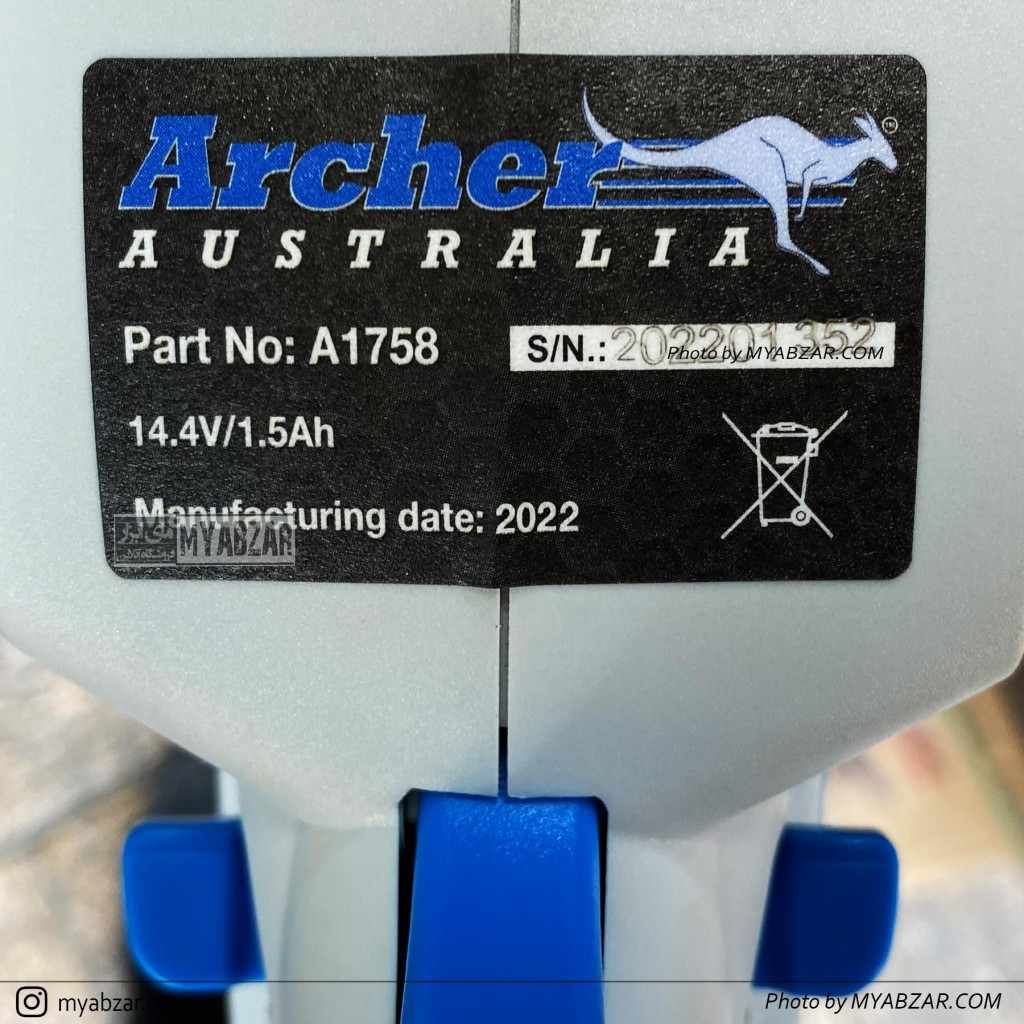 Archer
TM
AUSTRALIA
Part No: A1758
S/N.: 202201352
Photo by MYABZAR.COM
14.4V/1.5Ah
Manufacturing date: 2022
MYABZAR
myabzar.
Photo by MYABZAR.COM